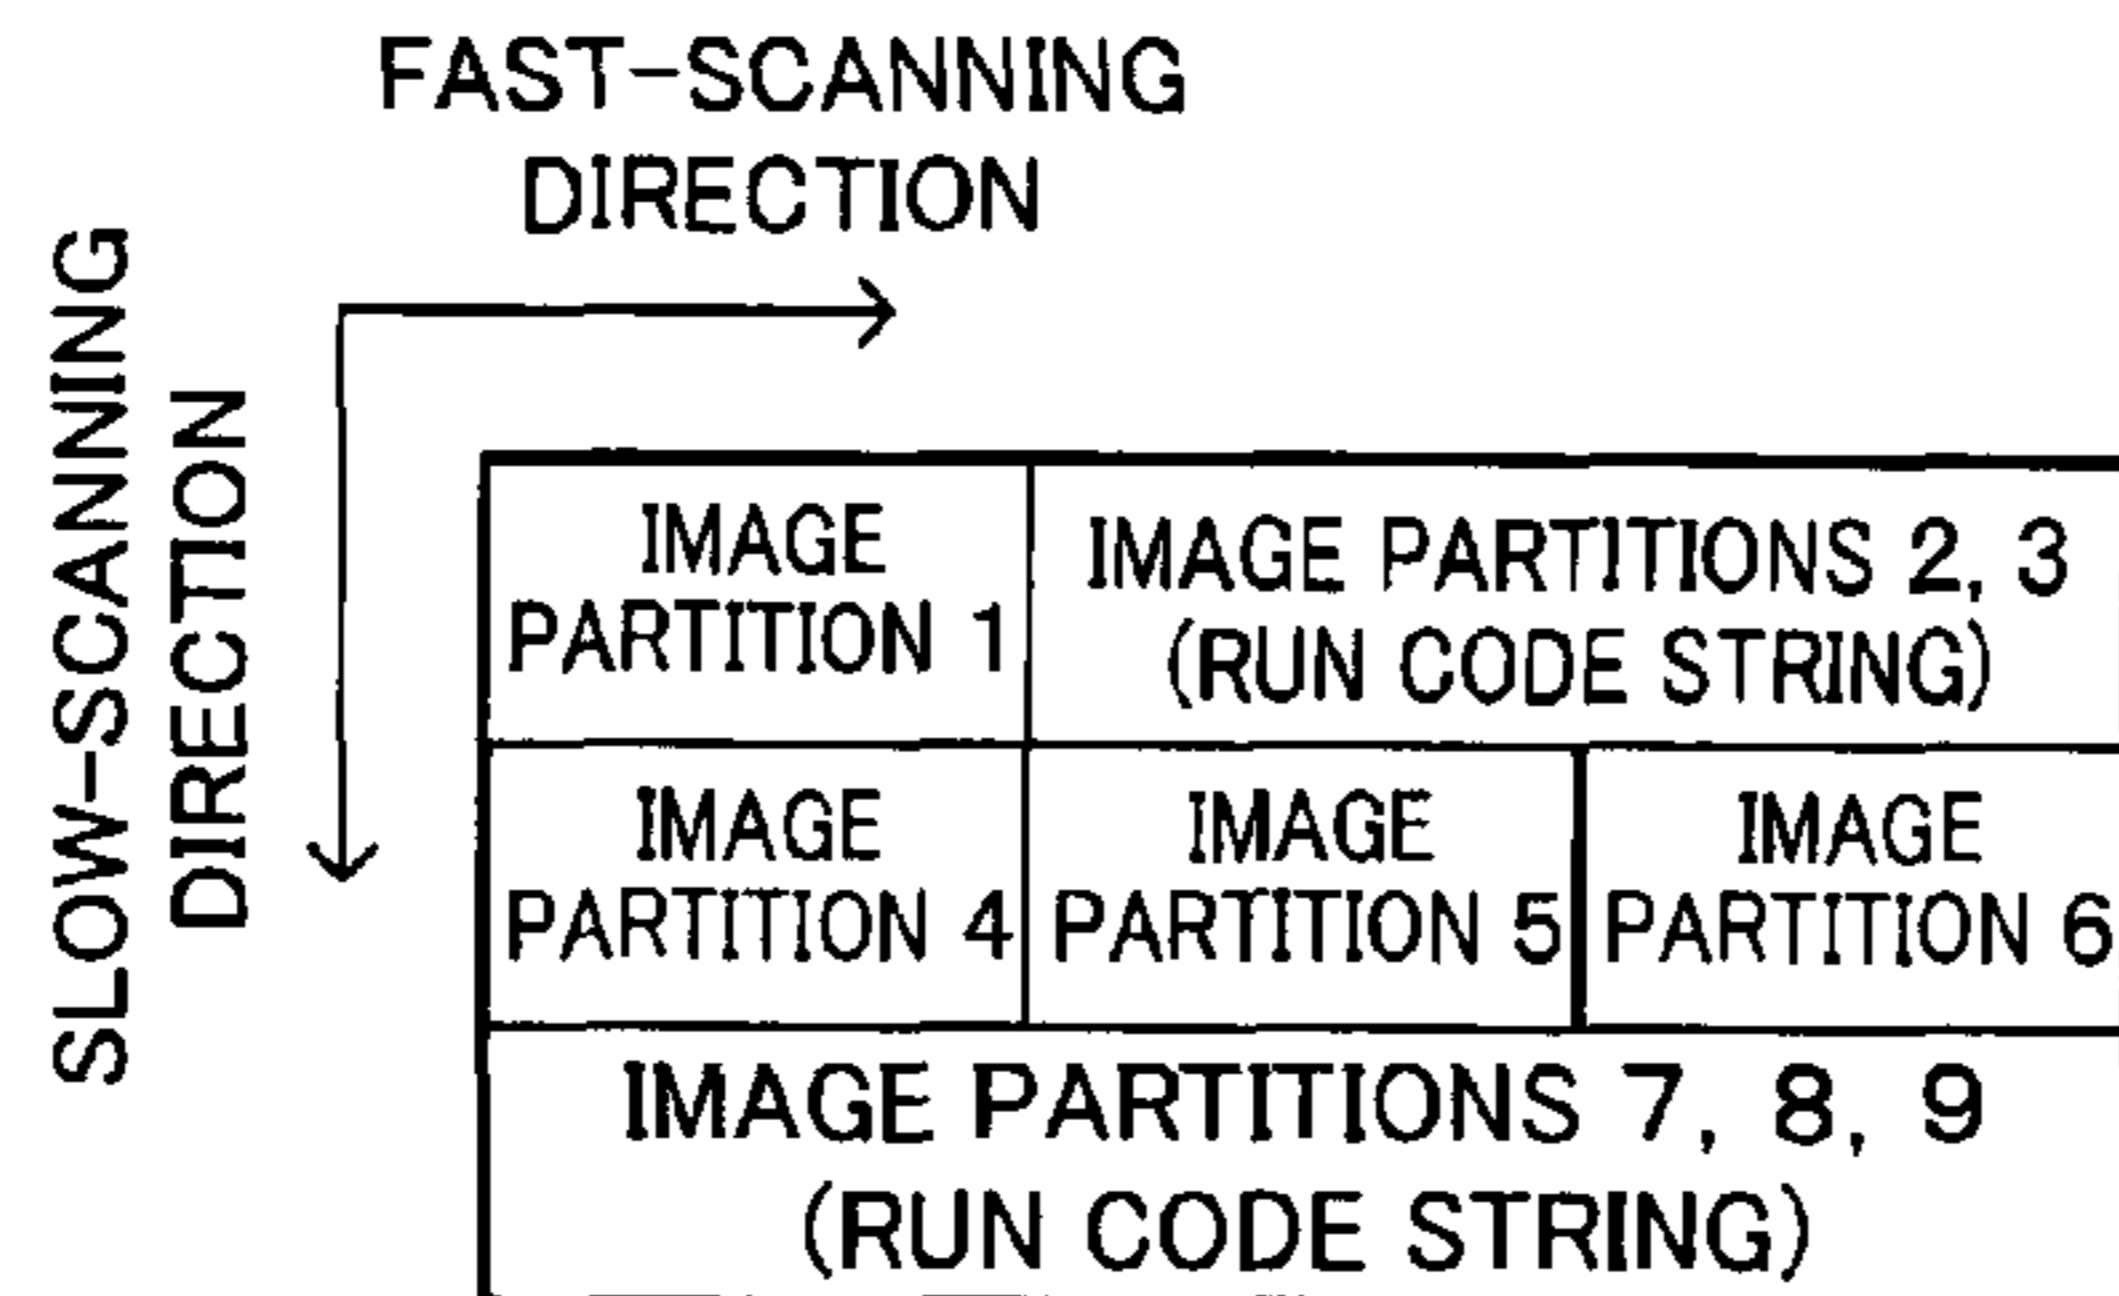 FAST-SCANNING
DIRECTION
SLOW-SCANNING
DIRECTION
IMAGE
PARTITION 1
IMAGE PARTITIONS 2, 3
(RUN CODE STRING)
IMAGE
PARTITION 4
IMAGE
PARTITION 5
IMAGE
PARTITION 6
IMAGE PARTITIONS 7, 8, 9
(RUN CODE STRING)